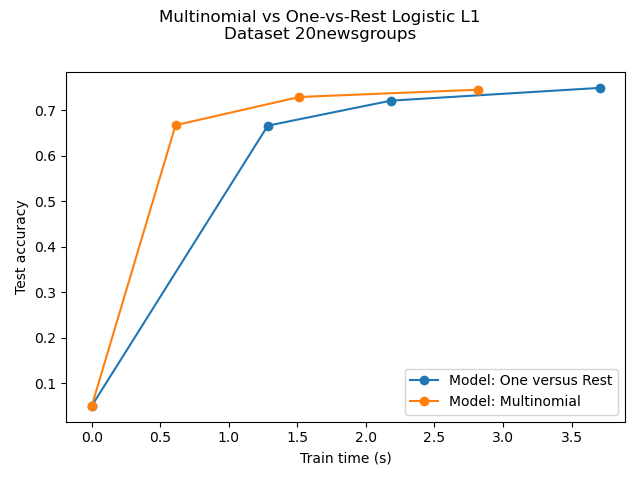 Multinomial vs One-vs-Rest Logistic L1
Dataset 20newsgroups
Test accuracy
0.7
0.6
0.5
0.4
0.3
0.2
0.1
Model: One versus Rest
Model: Multinomial
0.0 0.5 1.0 1.5 2.0 2.5 3.0 3.5
Train time (s)